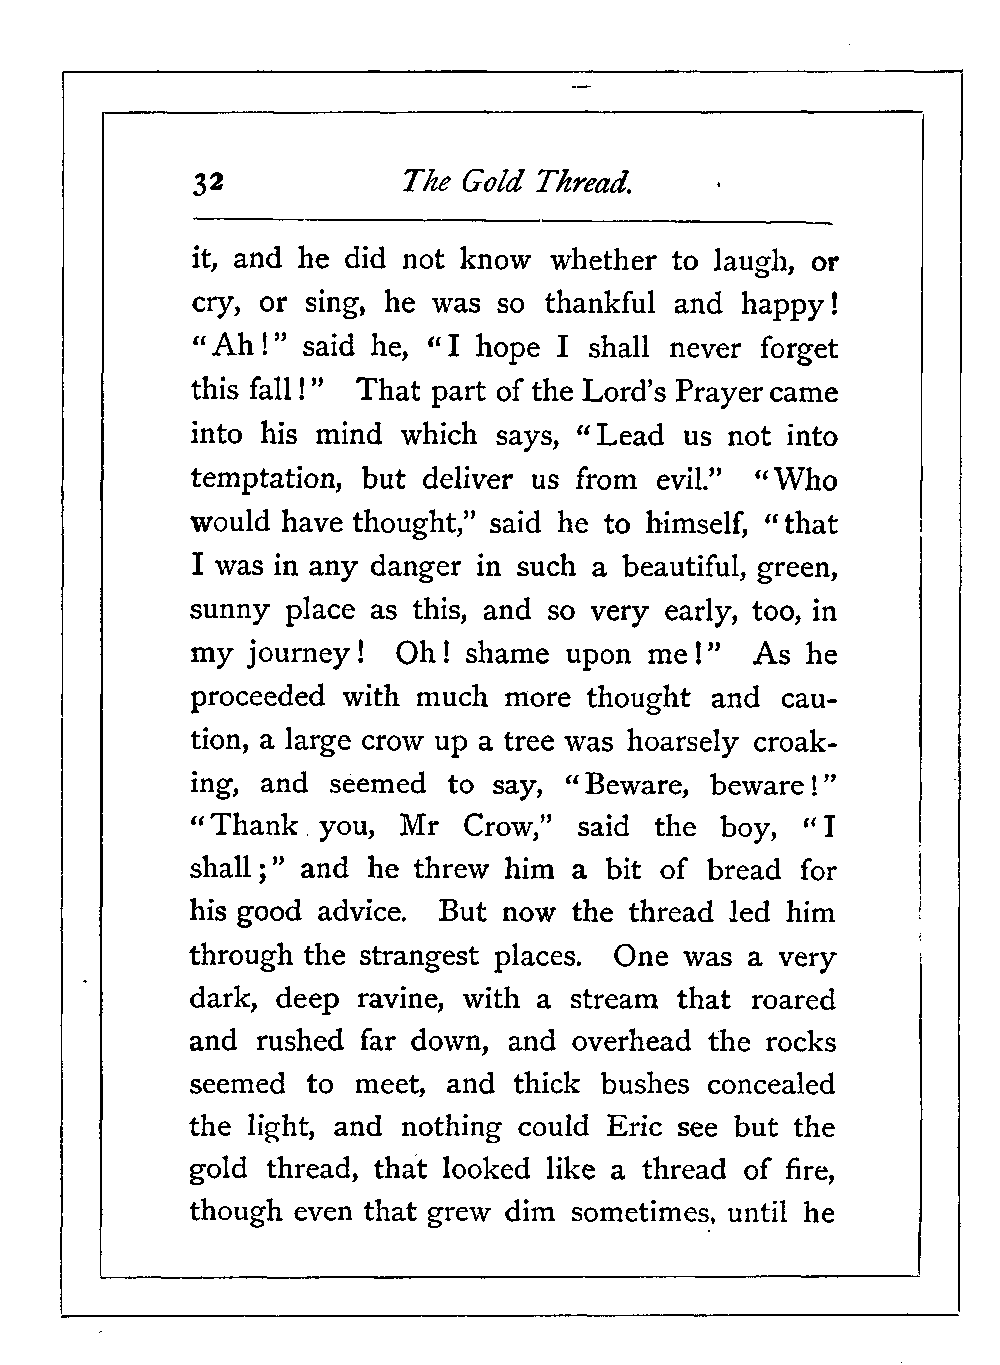 32 The Gold Thread.
it, and he did not know whether to laugh, or
cry, or sing, he was so thankful and happy!
“Ah!” said he, “I hope I shall never forget
this fall!” That part of the Lord’s Prayer came
into his mind which says, “Lead us not into
temptation, but deliver us from evil.” “Who
would have thought,” said he to himself, “that
I was in any danger in such a beautiful, green,
sunny place as this, and so very early, too, in
my journey! Oh! shame upon me!” As he
proceeded with much more thought and cau-
tion, a large crow up a tree was hoarsely croak-
ing, and seemed to say, “Beware, beware!”
“Thank you, Mr Crow,” said the boy, “I
shall;” and he threw him a bit of bread for
his good advice. But now the thread led him
through the strangest places. One was a very
dark, deep ravine, with a stream that roared
and rushed far down, and overhead the rocks
seemed to meet, and thick bushes concealed
the light, and nothing could Eric see but the
gold thread, that looked like a thread of fire,
though even that grew dim sometimes, until he